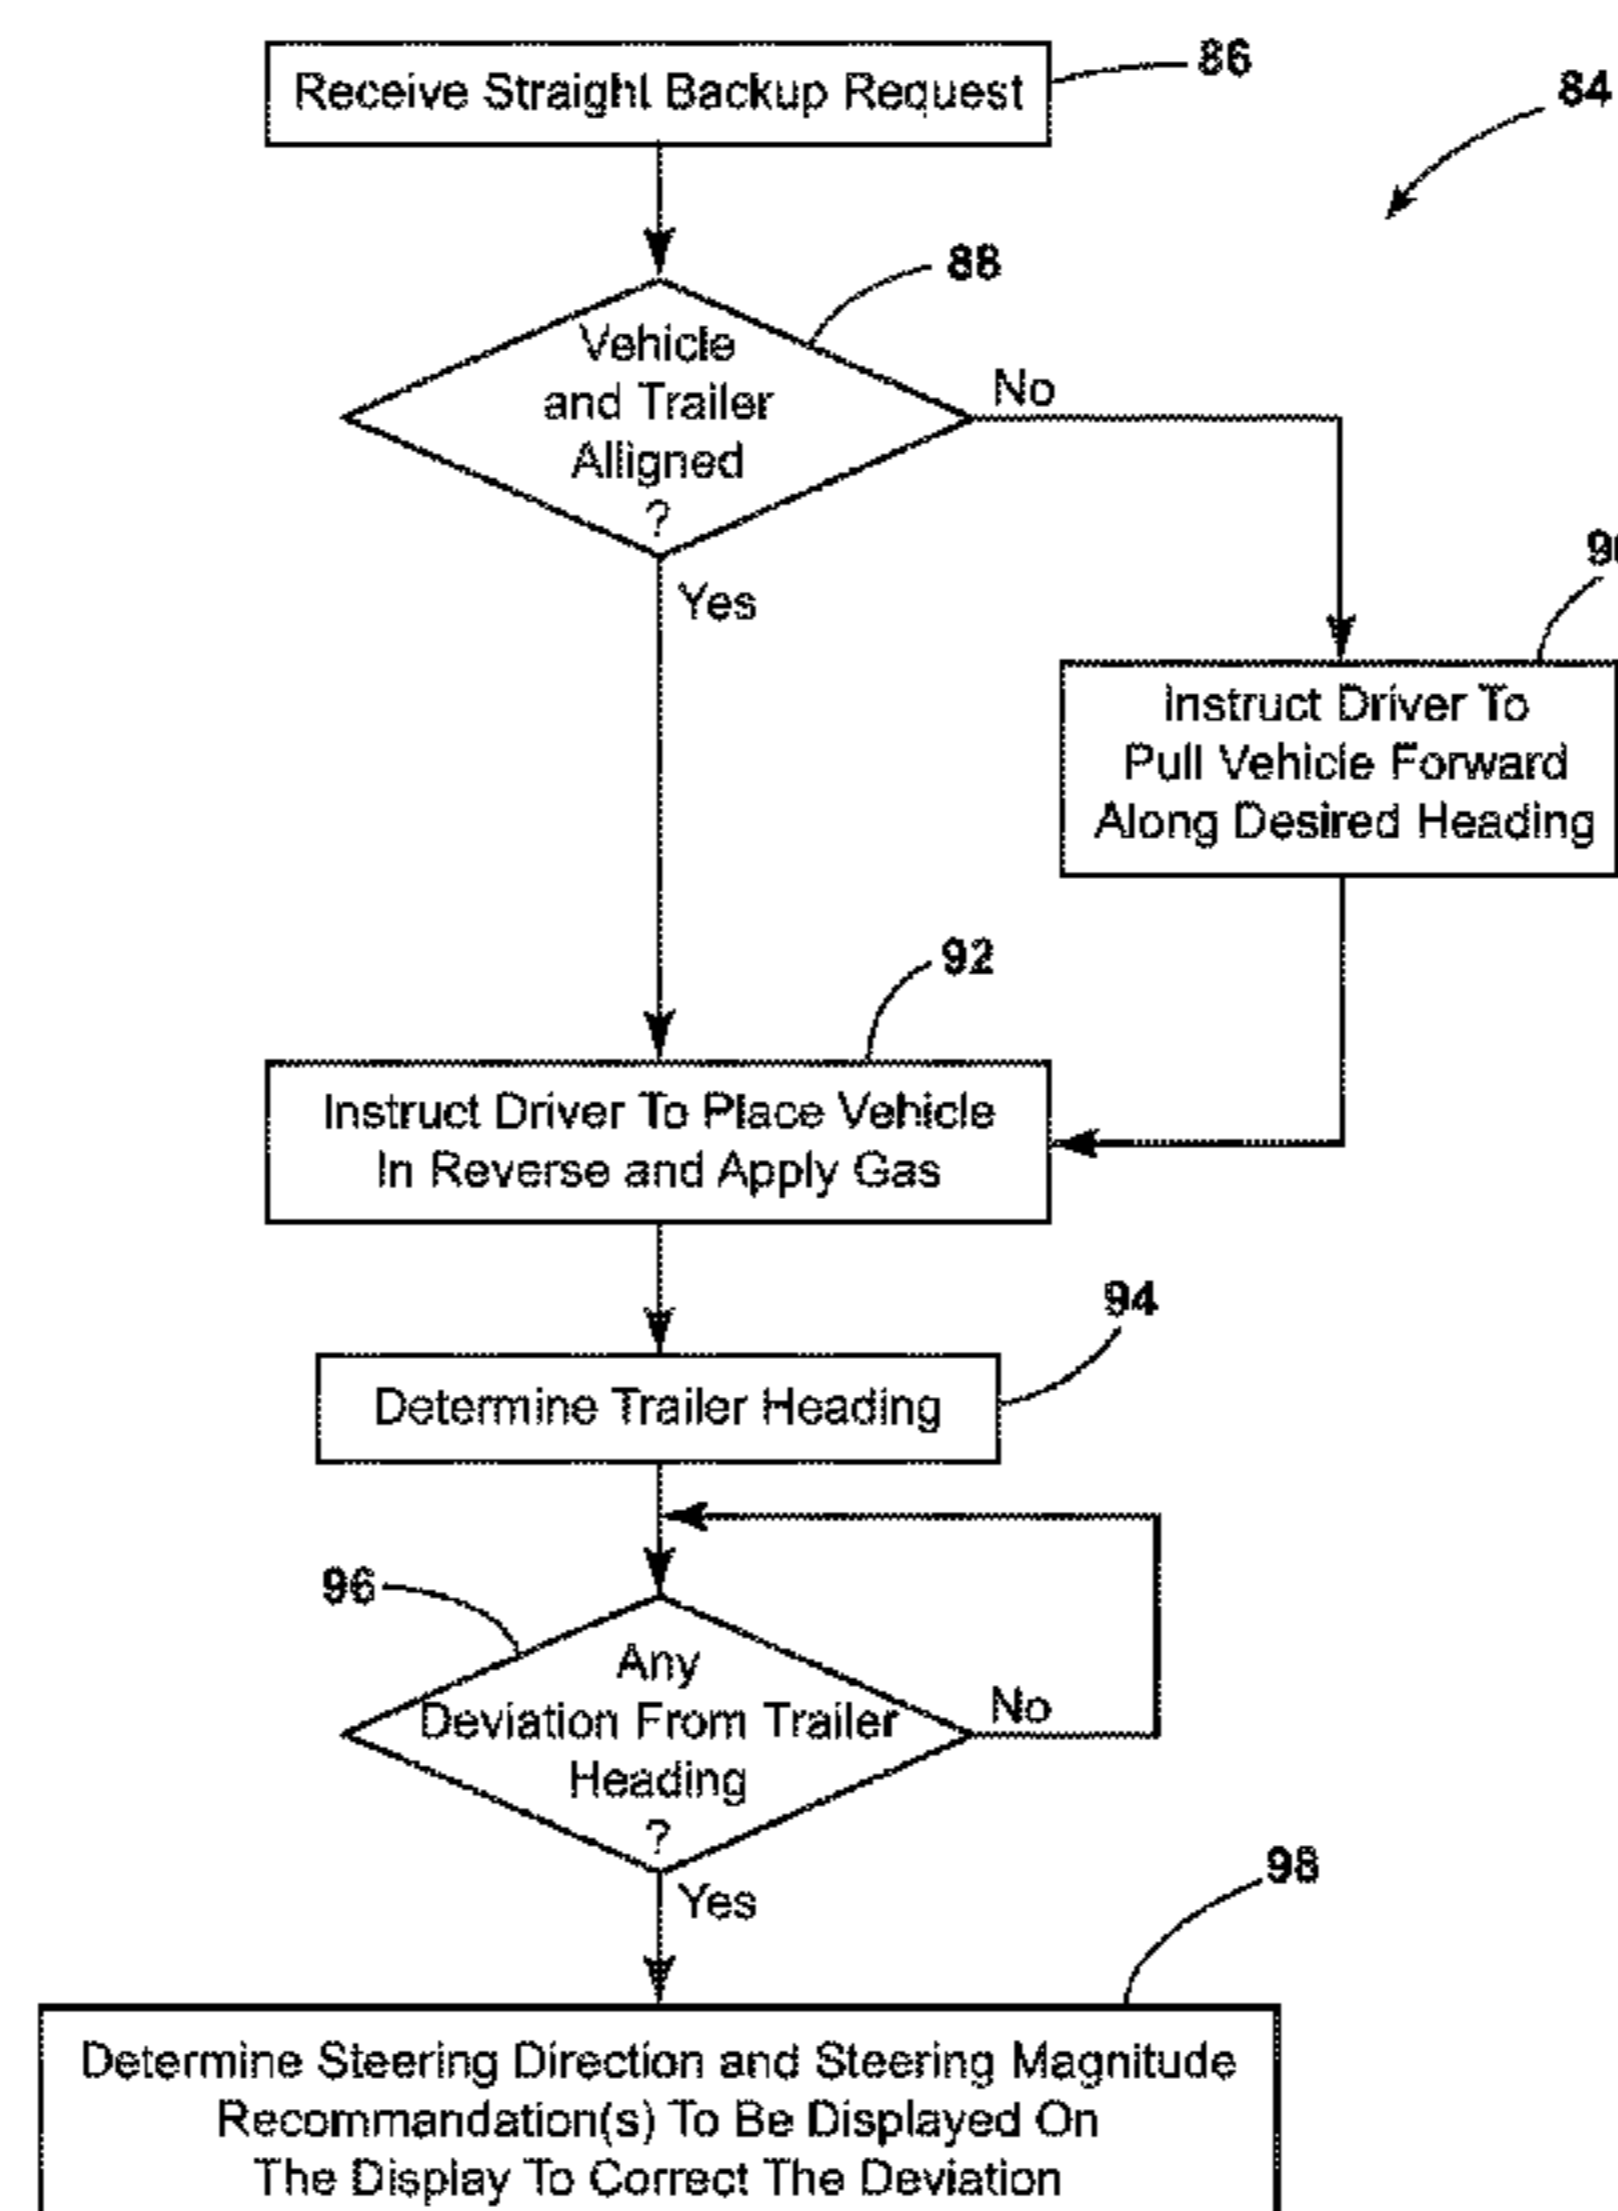 Receive Straight Backup Request
86
84
88
Vehicle
and Trailer
Alligned
?
No
Yes
Instruct Driver To
Pull Vehicle Forward
Along Desired Heading
92
Instruct Driver To Place Vehicle
In Reverse and Apply Gas
94
Determine Trailer Heading
96
Any
Deviation From Trailer
Heading
?
No
Yes
98
Determine Steering Direction and Steering Magnitude
Recommandation(s) To Be Displayed On
The Display To Correct The Deviation